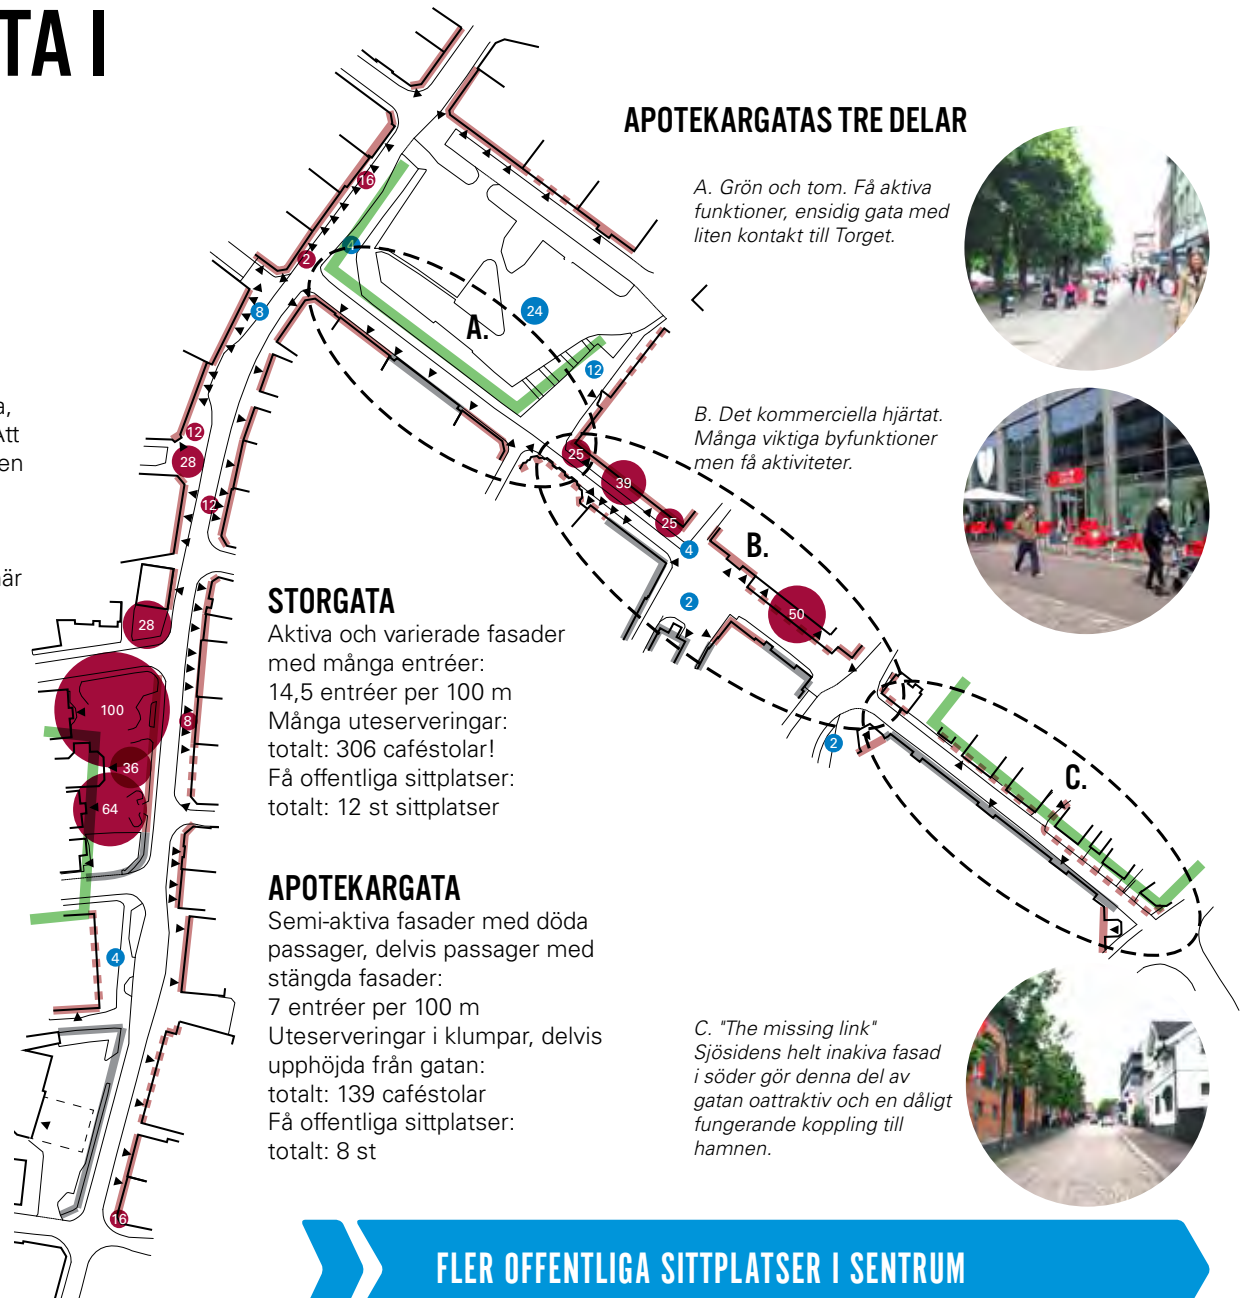 TA I
a,
Att
en
när
APOTEKARGATAS TRE DELAR
A. Grön och tom. Få aktiva
funktioner, ensidig gata med
liten kontakt till Torget.
B. Det kommerciella hjärtat.
Många viktiga byfunktioner
men få aktiviteter.
C. "The missing link"
Sjösidens helt inakiva fasad
i söder gör denna del av
gatan oattraktiv och en dåligt
fungerande koppling till
hamnen.
STORGATA
Aktiva och varierade fasader
med många entréer:
14,5 entréer per 100 m
Många uteserveringar:
totalt: 306 caféstolar!
Få offentliga sittplatser:
totalt: 12 st sittplatser
APOTEKARGATA
Semi-aktiva fasader med döda
passager, delvis passager med
stängda fasader:
7 entréer per 100 m
Uteserveringar i klumpar, delvis
upphöjda från gatan:
totalt: 139 caféstolar
Få offentliga sittplatser:
totalt: 8 st
16
4
2
8
24
A.
12
12
28
12
25
39
25
4
B.
2
50
28
100
8
36
64
2
C.
4
16
FLER OFFENTLIGA SITTPLATSER I SENTRUM